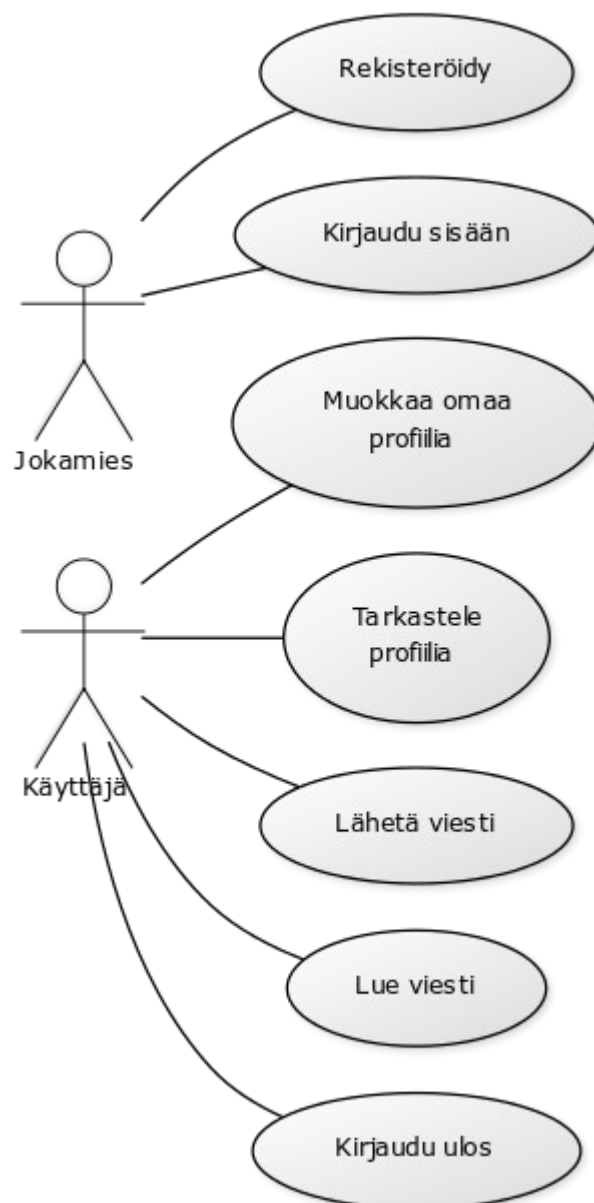 Rekisteröidy
Kirjaudu sisään
Jokamies
Muokkaa omaa
profiilia
Tarkastele
profiilia
Käyttäjä
Lähetä viesti
Lue viesti
Kirjaudu ulos